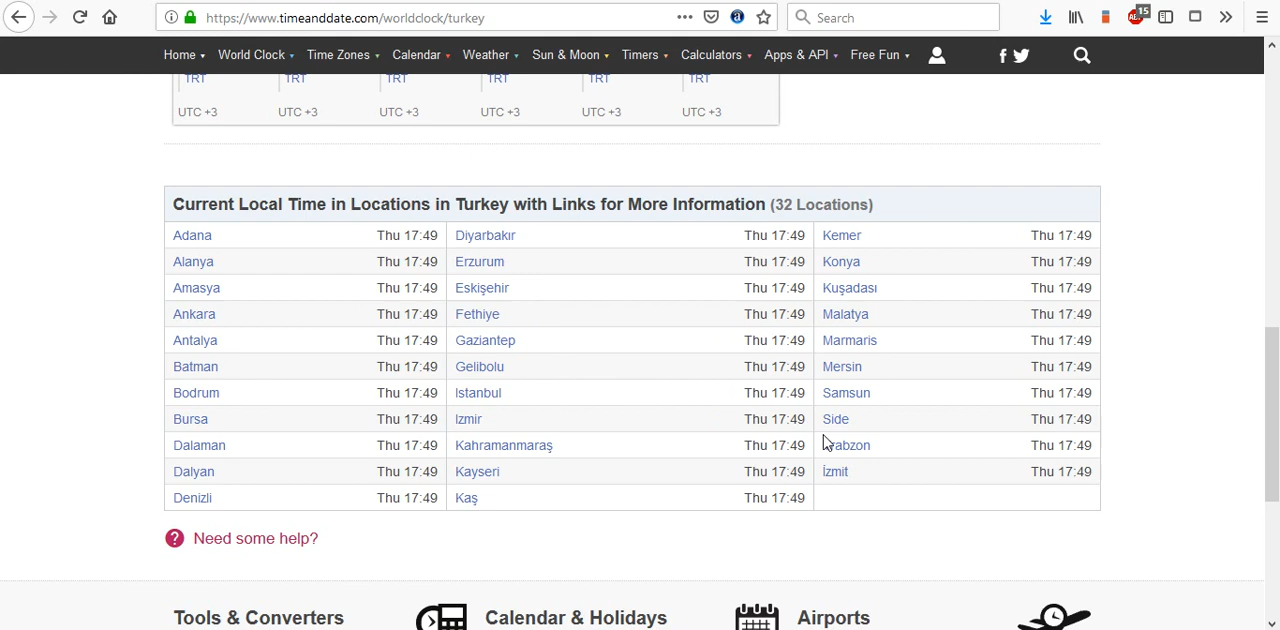 https://www.timeanddate.com/worldclock/turkey
Search
15
Home World Clock Time Zones Calendar Weather Sun & Moon Timers Calculators Apps & API Free Fun
TRT TRT TRT TRT TRT TRT
UTC +3 UTC +3 UTC +3 UTC +3 UTC +3 UTC +3
Current Local Time in Locations in Turkey with Links for More Information (32 Locations)
Adana Thu 17:49 Diyarbakır Thu 17:49 Kemer Thu 17:49
Alanya Thu 17:49 Erzurum Thu 17:49 Konya Thu 17:49
Amasya Thu 17:49 Eskişehir Thu 17:49 Kuşadası Thu 17:49
Ankara Thu 17:49 Fethiye Thu 17:49 Malatya Thu 17:49
Antalya Thu 17:49 Gaziantep Thu 17:49 Marmaris Thu 17:49
Batman Thu 17:49 Gelibolu Thu 17:49 Mersin Thu 17:49
Bodrum Thu 17:49 Istanbul Thu 17:49 Samsun Thu 17:49
Bursa Thu 17:49 Izmir Thu 17:49 Side Thu 17:49
Dalaman Thu 17:49 Kahramanmaraş Thu 17:49 Trabzon Thu 17:49
Dalyan Thu 17:49 Kayseri Thu 17:49 İzmit Thu 17:49
Denizli Thu 17:49 Kaş Thu 17:49
Need some help?
Tools & Converters Calendar & Holidays Airports